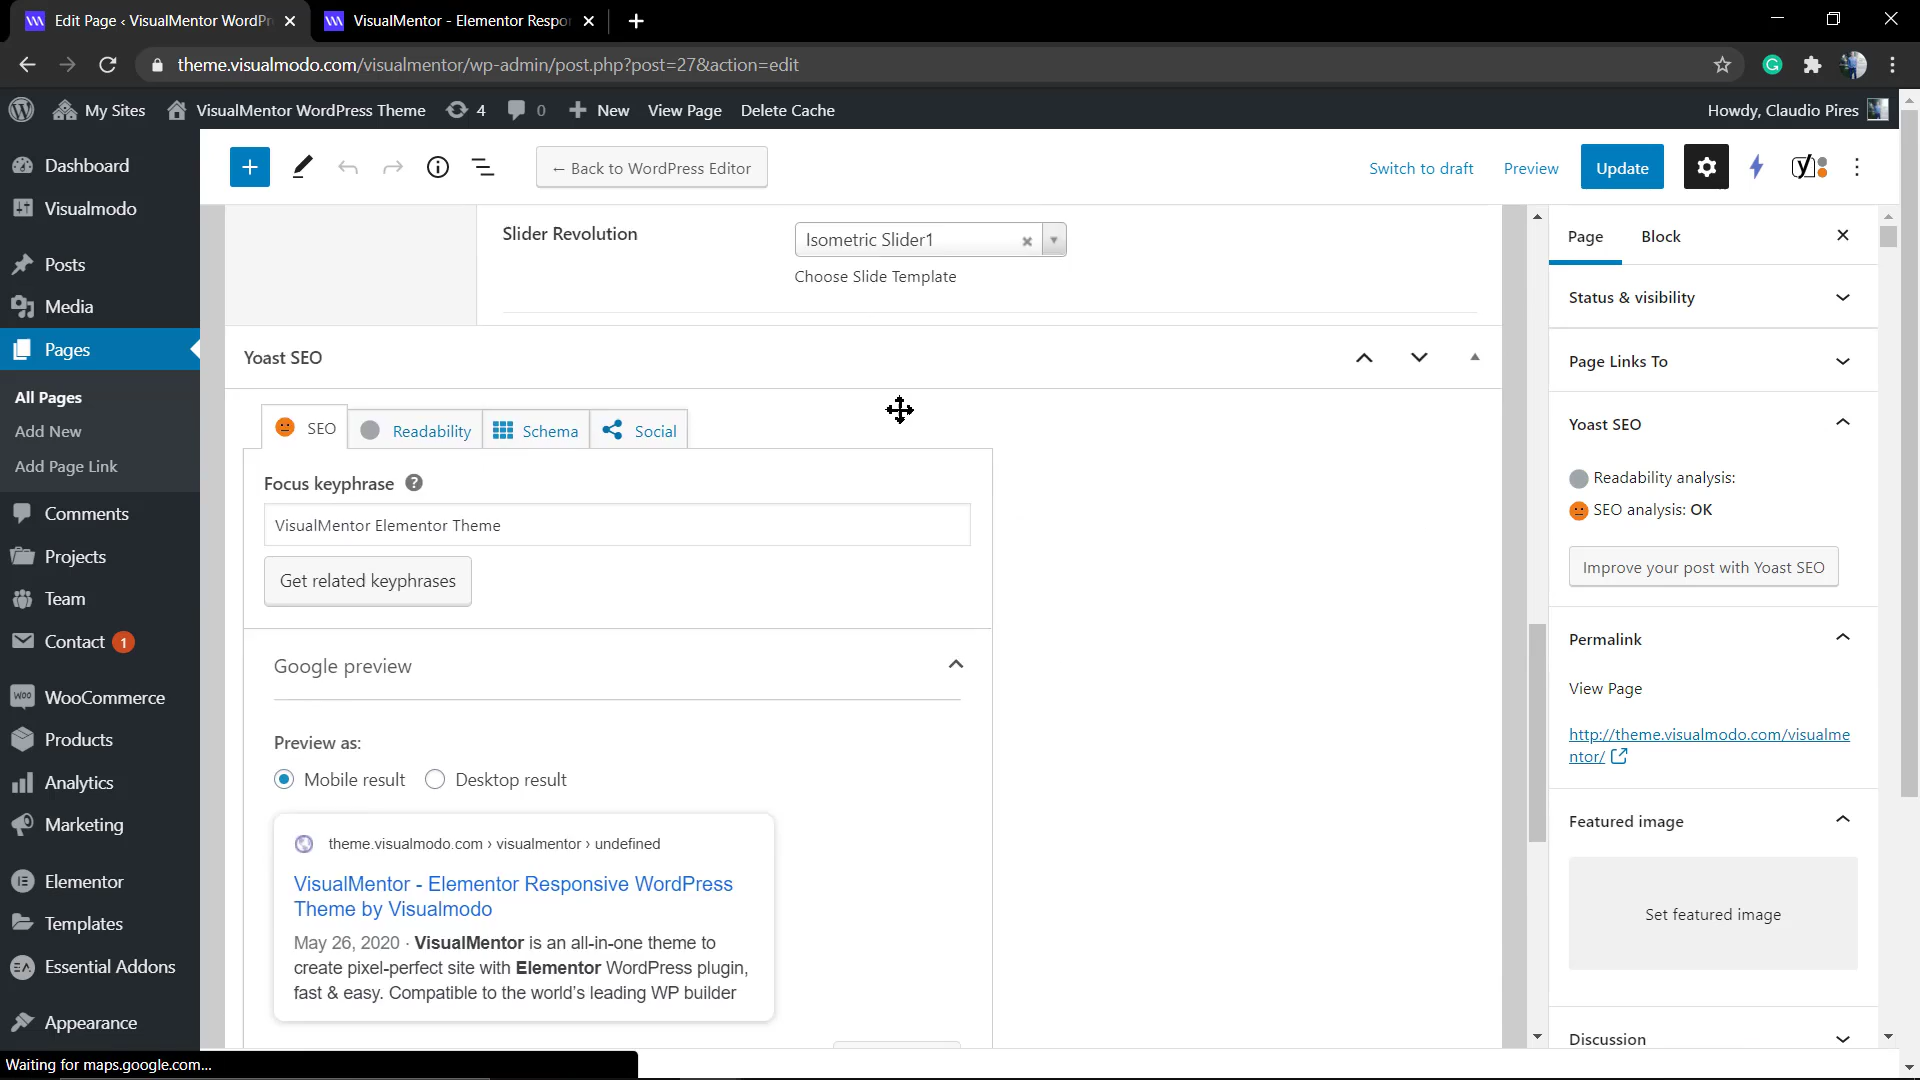 Edit Page ‹ VisualMentor WordPr
VisualMentor - Elementor Respo
theme.visualmodo.com/visualmentor/wp-admin/post.php?post=27&action=edit
My Sites
VisualMentor WordPress Theme
4
0
New
View Page
Delete Cache
Howdy, Claudio Pires
Dashboard
Visualmodo
Posts
Media
Pages
All Pages
Add New
Add Page Link
Comments
Projects
Team
Contact 1
WooCommerce
Products
Analytics
Marketing
Elementor
Templates
Essential Addons
Appearance
Waiting for maps.google.com...
← Back to WordPress Editor
Switch to draft
Preview
Update
Slider Revolution
Isometric Slider1
Choose Slide Template
Yoast SEO
SEO
Readability
Schema
Social
Focus keyphrase
VisualMentor Elementor Theme
Get related keyphrases
Google preview
Preview as:
Mobile result
Desktop result
theme.visualmodo.com › visualmentor › undefined
VisualMentor - Elementor Responsive WordPress
Theme by Visualmodo
May 26, 2020 · VisualMentor is an all-in-one theme to
create pixel-perfect site with Elementor WordPress plugin,
fast & easy. Compatible to the world's leading WP builder
Page
Block
Status & visibility
Page Links To
Yoast SEO
Readability analysis:
SEO analysis: OK
Improve your post with Yoast SEO
Permalink
View Page
http://theme.visualmodo.com/visualme
ntor/
Featured image
Set featured image
Discussion